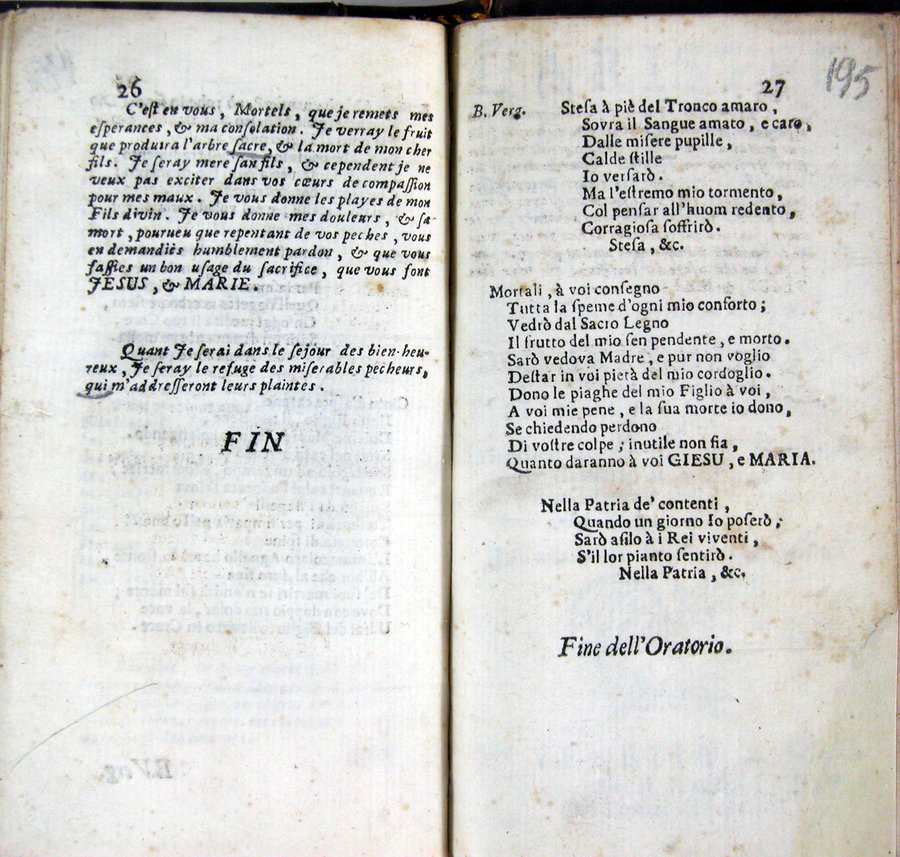 26
C'eſt en vous, Mortels, que je remets mes
eſperances, & ma conſolation. Je verray le fruit
que produira l'arbre ſacre, & la mort de mon cher
fils. Je ſeray mere ſans fils, & cependent je ne
veux pas exciter dans vos cœurs de compaſſion
pour mes maux. Je vous donne les playes de mon
Fils divin. Je vous donne mes douleurs, & ſa-
mort, pourueu que repentant de vos peches, vous
en demandiès humblement pardon, & que vous
faſſies un bon uſage du ſacrifice, que vous font
JESUS, & MARIE.
Quant Je ſerai dans le ſejour des bien-heu-
reux, Je ſeray le refuge des miſerables pecheurs,
qui m'addreſſeront leurs plaintes.
FIN
27
195
B. Verg. Steſa à piè del Tronco amaro,
Sovra il Sangue amato, e caro,
Dalle miſere pupille,
Calde ſtille
Io verſarò.
Ma l'eſtremo mio tormento,
Col penſar all'huom redento,
Corragioſa ſoffrirò.
Steſa, &c.
Mortali, à voi conſegno
Tutta la ſpeme d'ogni mio conforto;
Vedrò dal Sacro Legno
Il frutto del mio ſen pendente, e morto.
Sarò vedova Madre, e pur non voglio
Deſtar in voi pietà del mio cordoglio.
Dono le piaghe del mio Figlio à voi,
A voi mie pene, e la ſua morte io dono,
Se chiedendo perdono
Di voſtre colpe; inutile non fia,
Quanto daranno à voi GIESU, e MARIA.
Nella Patria de' contenti,
Quando un giorno Io poſerò;
Sarò aſilo à i Rei viventi,
S'il lor pianto ſentirò.
Nella Patria, &c.
Fine dell'Oratorio.